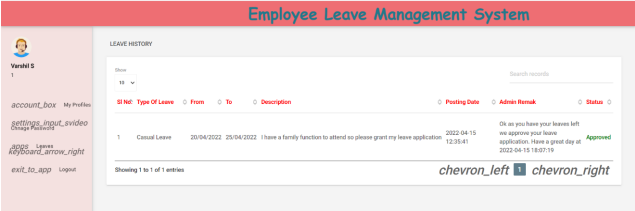 Employee Leave Management System
Varshil S
1
account_box My Profiles
settings_input_svideo
Chnage Password
apps Leaves
keyboard_arrow_right
exit_to_app Logout
LEAVE HISTORY
Show
10
Search records
Sl No Type Of Leave From To Description Posting Date Admin Remak Status
1 Casual Leave 20/04/2022 25/04/2022 I have a family function to attend so please grant my leave application 2022-04-15
12:35:41
Ok as you have your leaves left
we approve your leave
application. Have a great day at
2022-04-15 18:07:19
Approved
Showing 1 to 1 of 1 entries
chevron_left 1 chevron_right